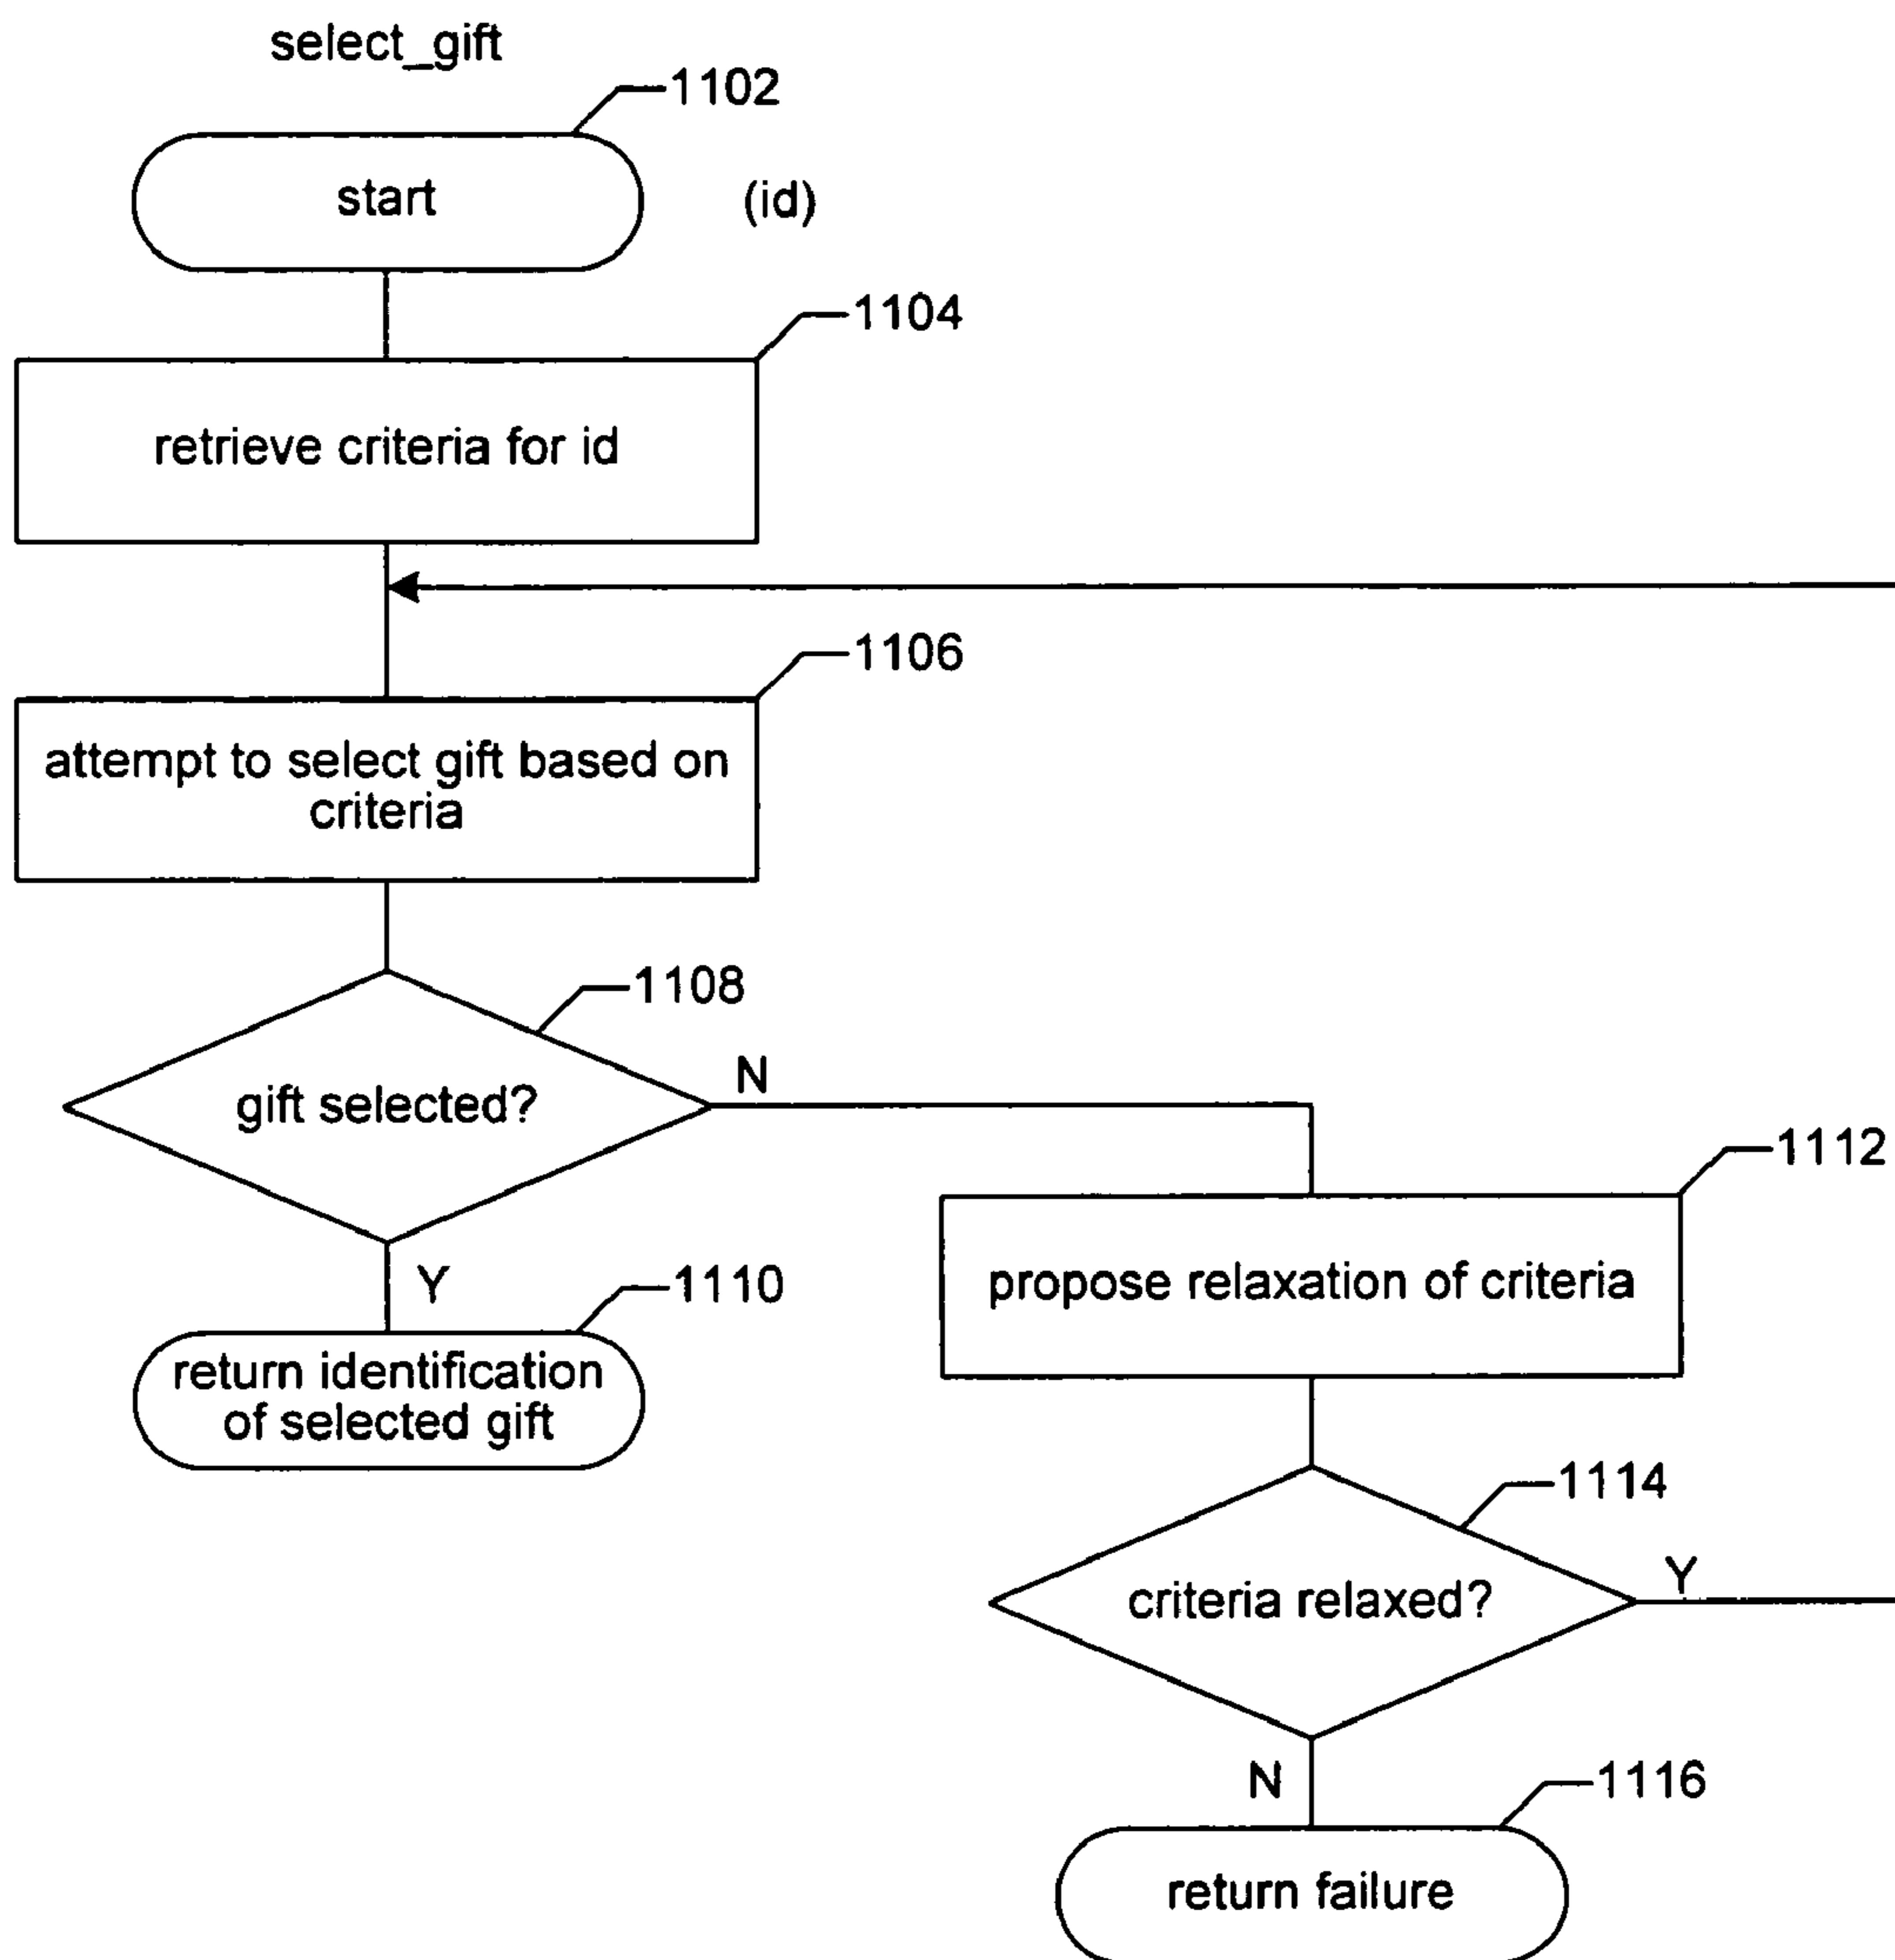 select_gift
1102
start
(id)
1104
retrieve criteria for id
1106
attempt to select gift based on
criteria
1108
gift selected?
N
Y
1110
return identification
of selected gift
1112
propose relaxation of criteria
1114
criteria relaxed?
Y
N
1116
return failure